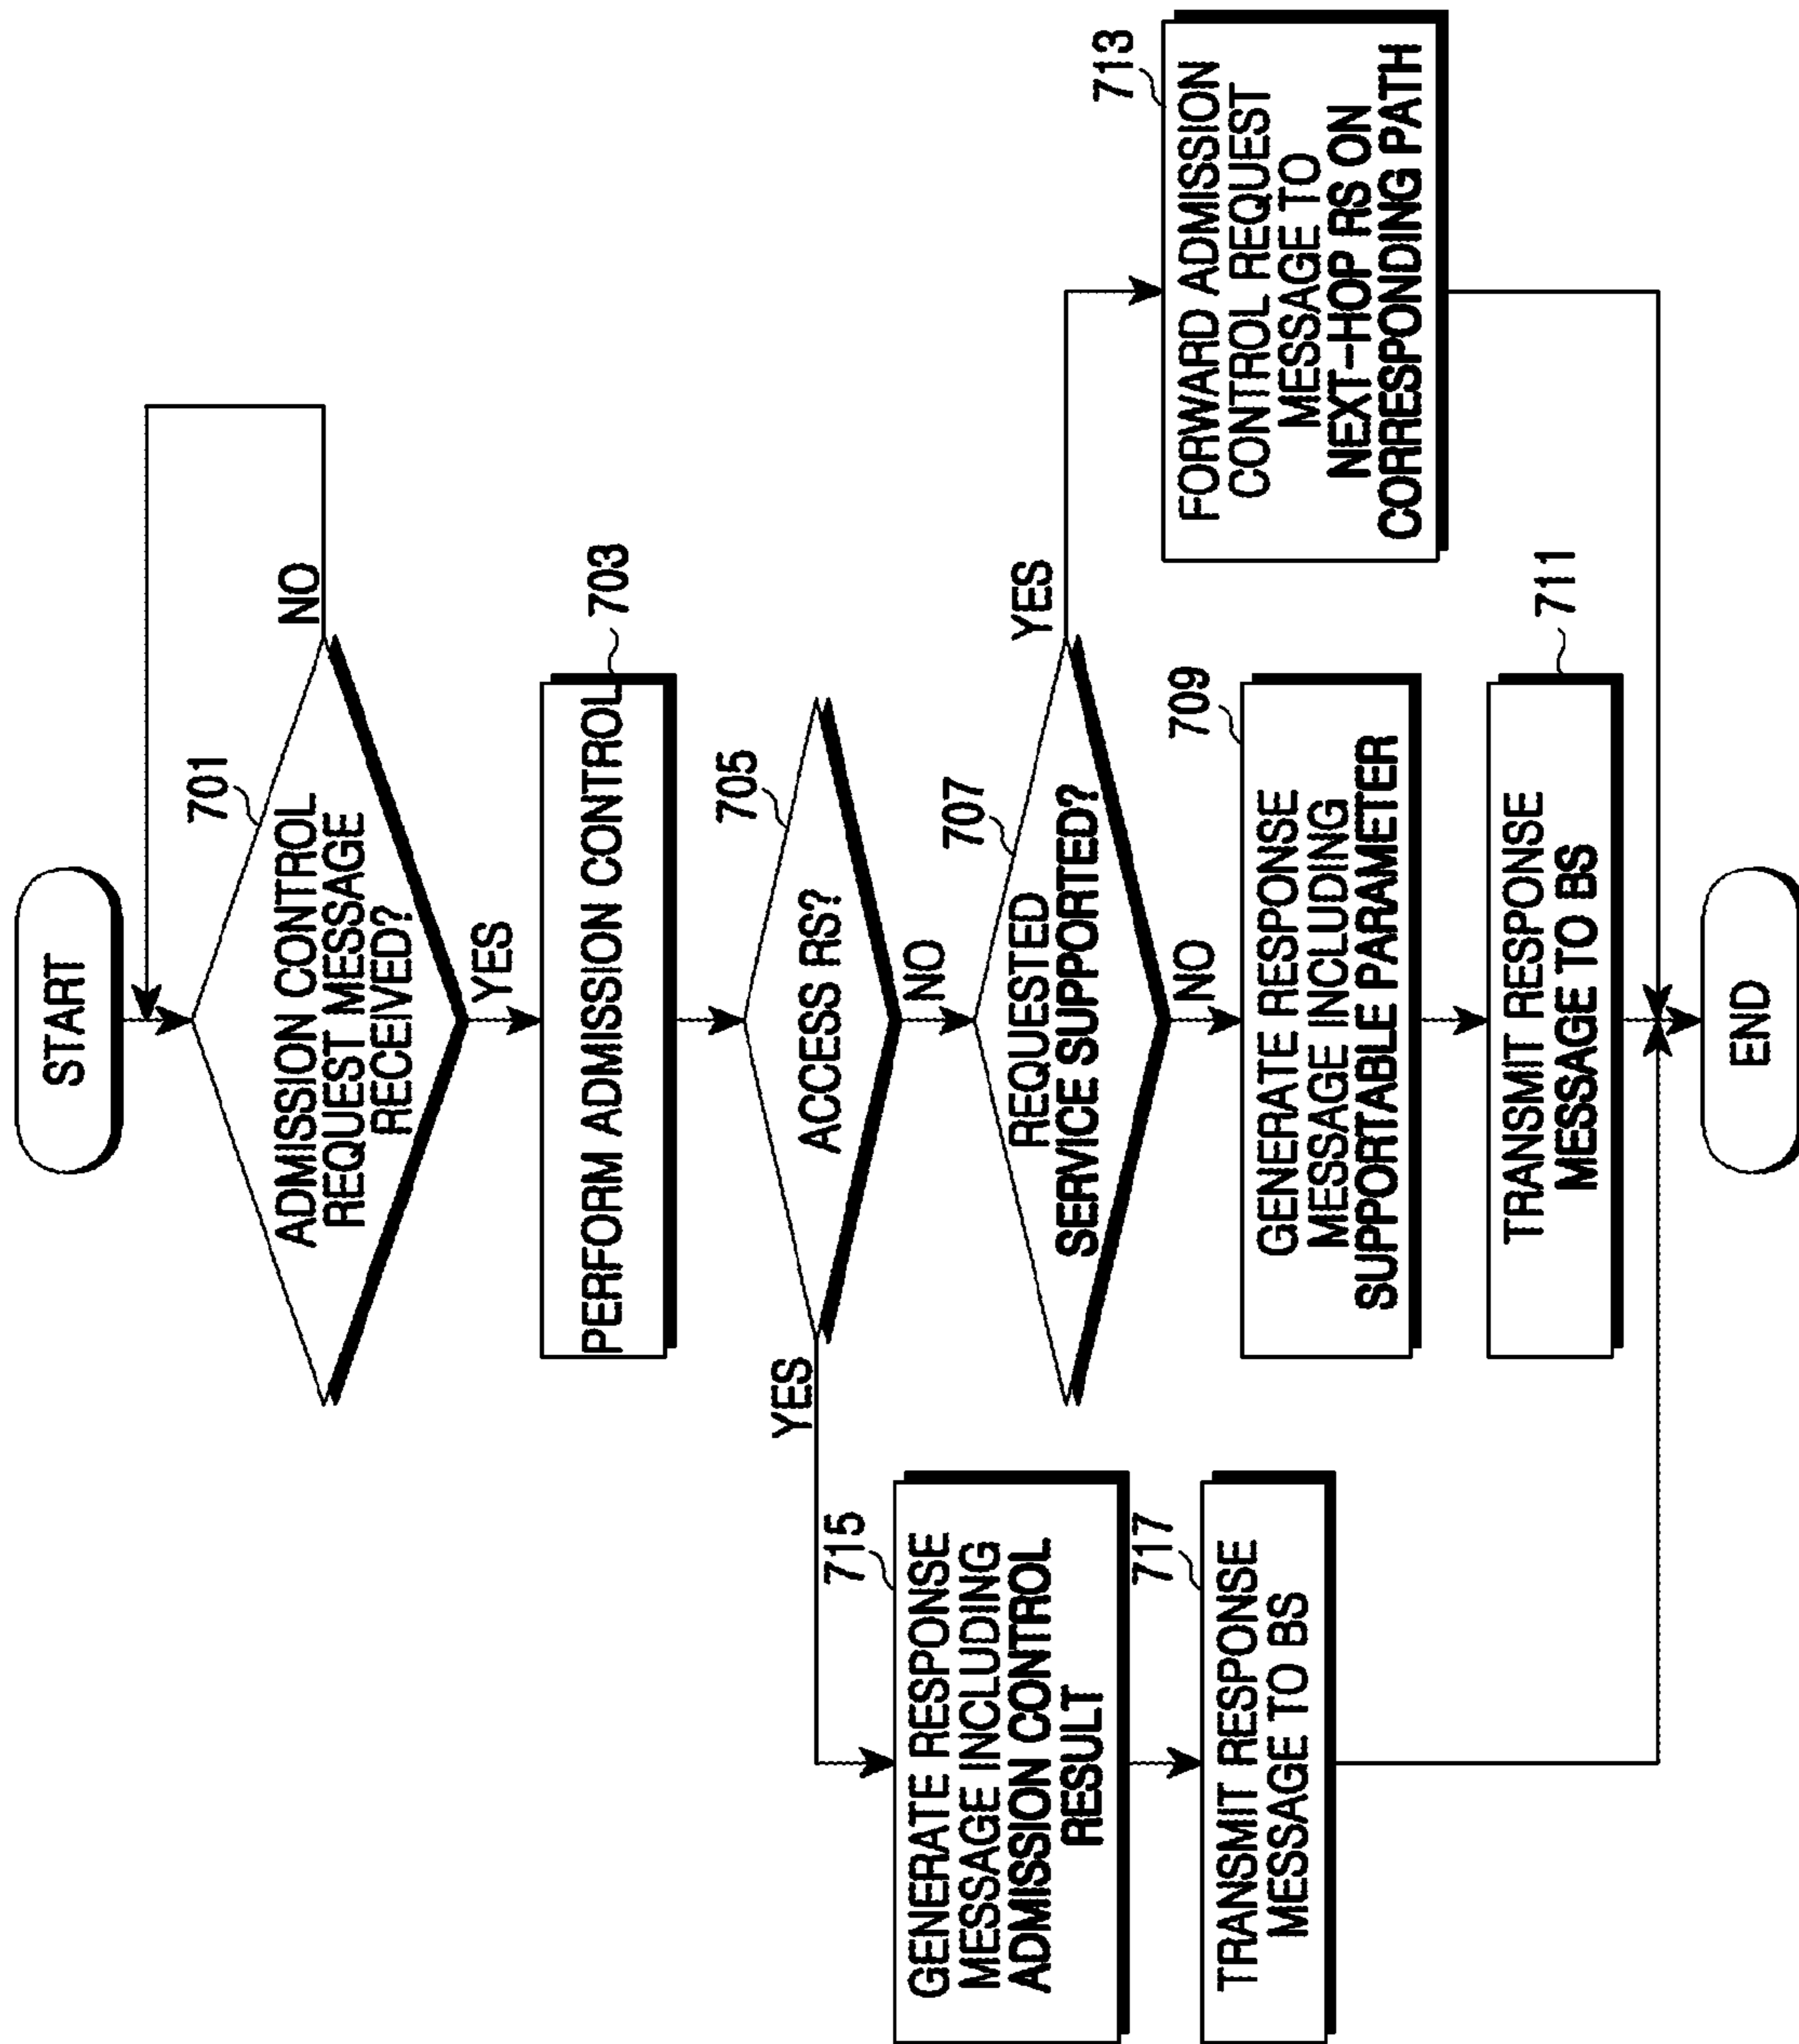 START
701
ADMISSION CONTROL
REQUEST MESSAGE
RECEIVED?
NO
YES
703
PERFORM ADMISSION CONTROL
705
ACCESS RS?
YES
NO
707
REQUESTED
SERVICE SUPPORTED?
YES
NO
709
GENERATE RESPONSE
MESSAGE INCLUDING
SUPPORTABLE PARAMETER
711
TRANSMIT RESPONSE
MESSAGE TO BS
713
FORWARD ADMISSION
CONTROL REQUEST
MESSAGE TO
NEXT-HOP RS ON
CORRESPONDING PATH
715
GENERATE RESPONSE
MESSAGE INCLUDING
ADMISSION CONTROL
RESULT
717
TRANSMIT RESPONSE
MESSAGE TO BS
END